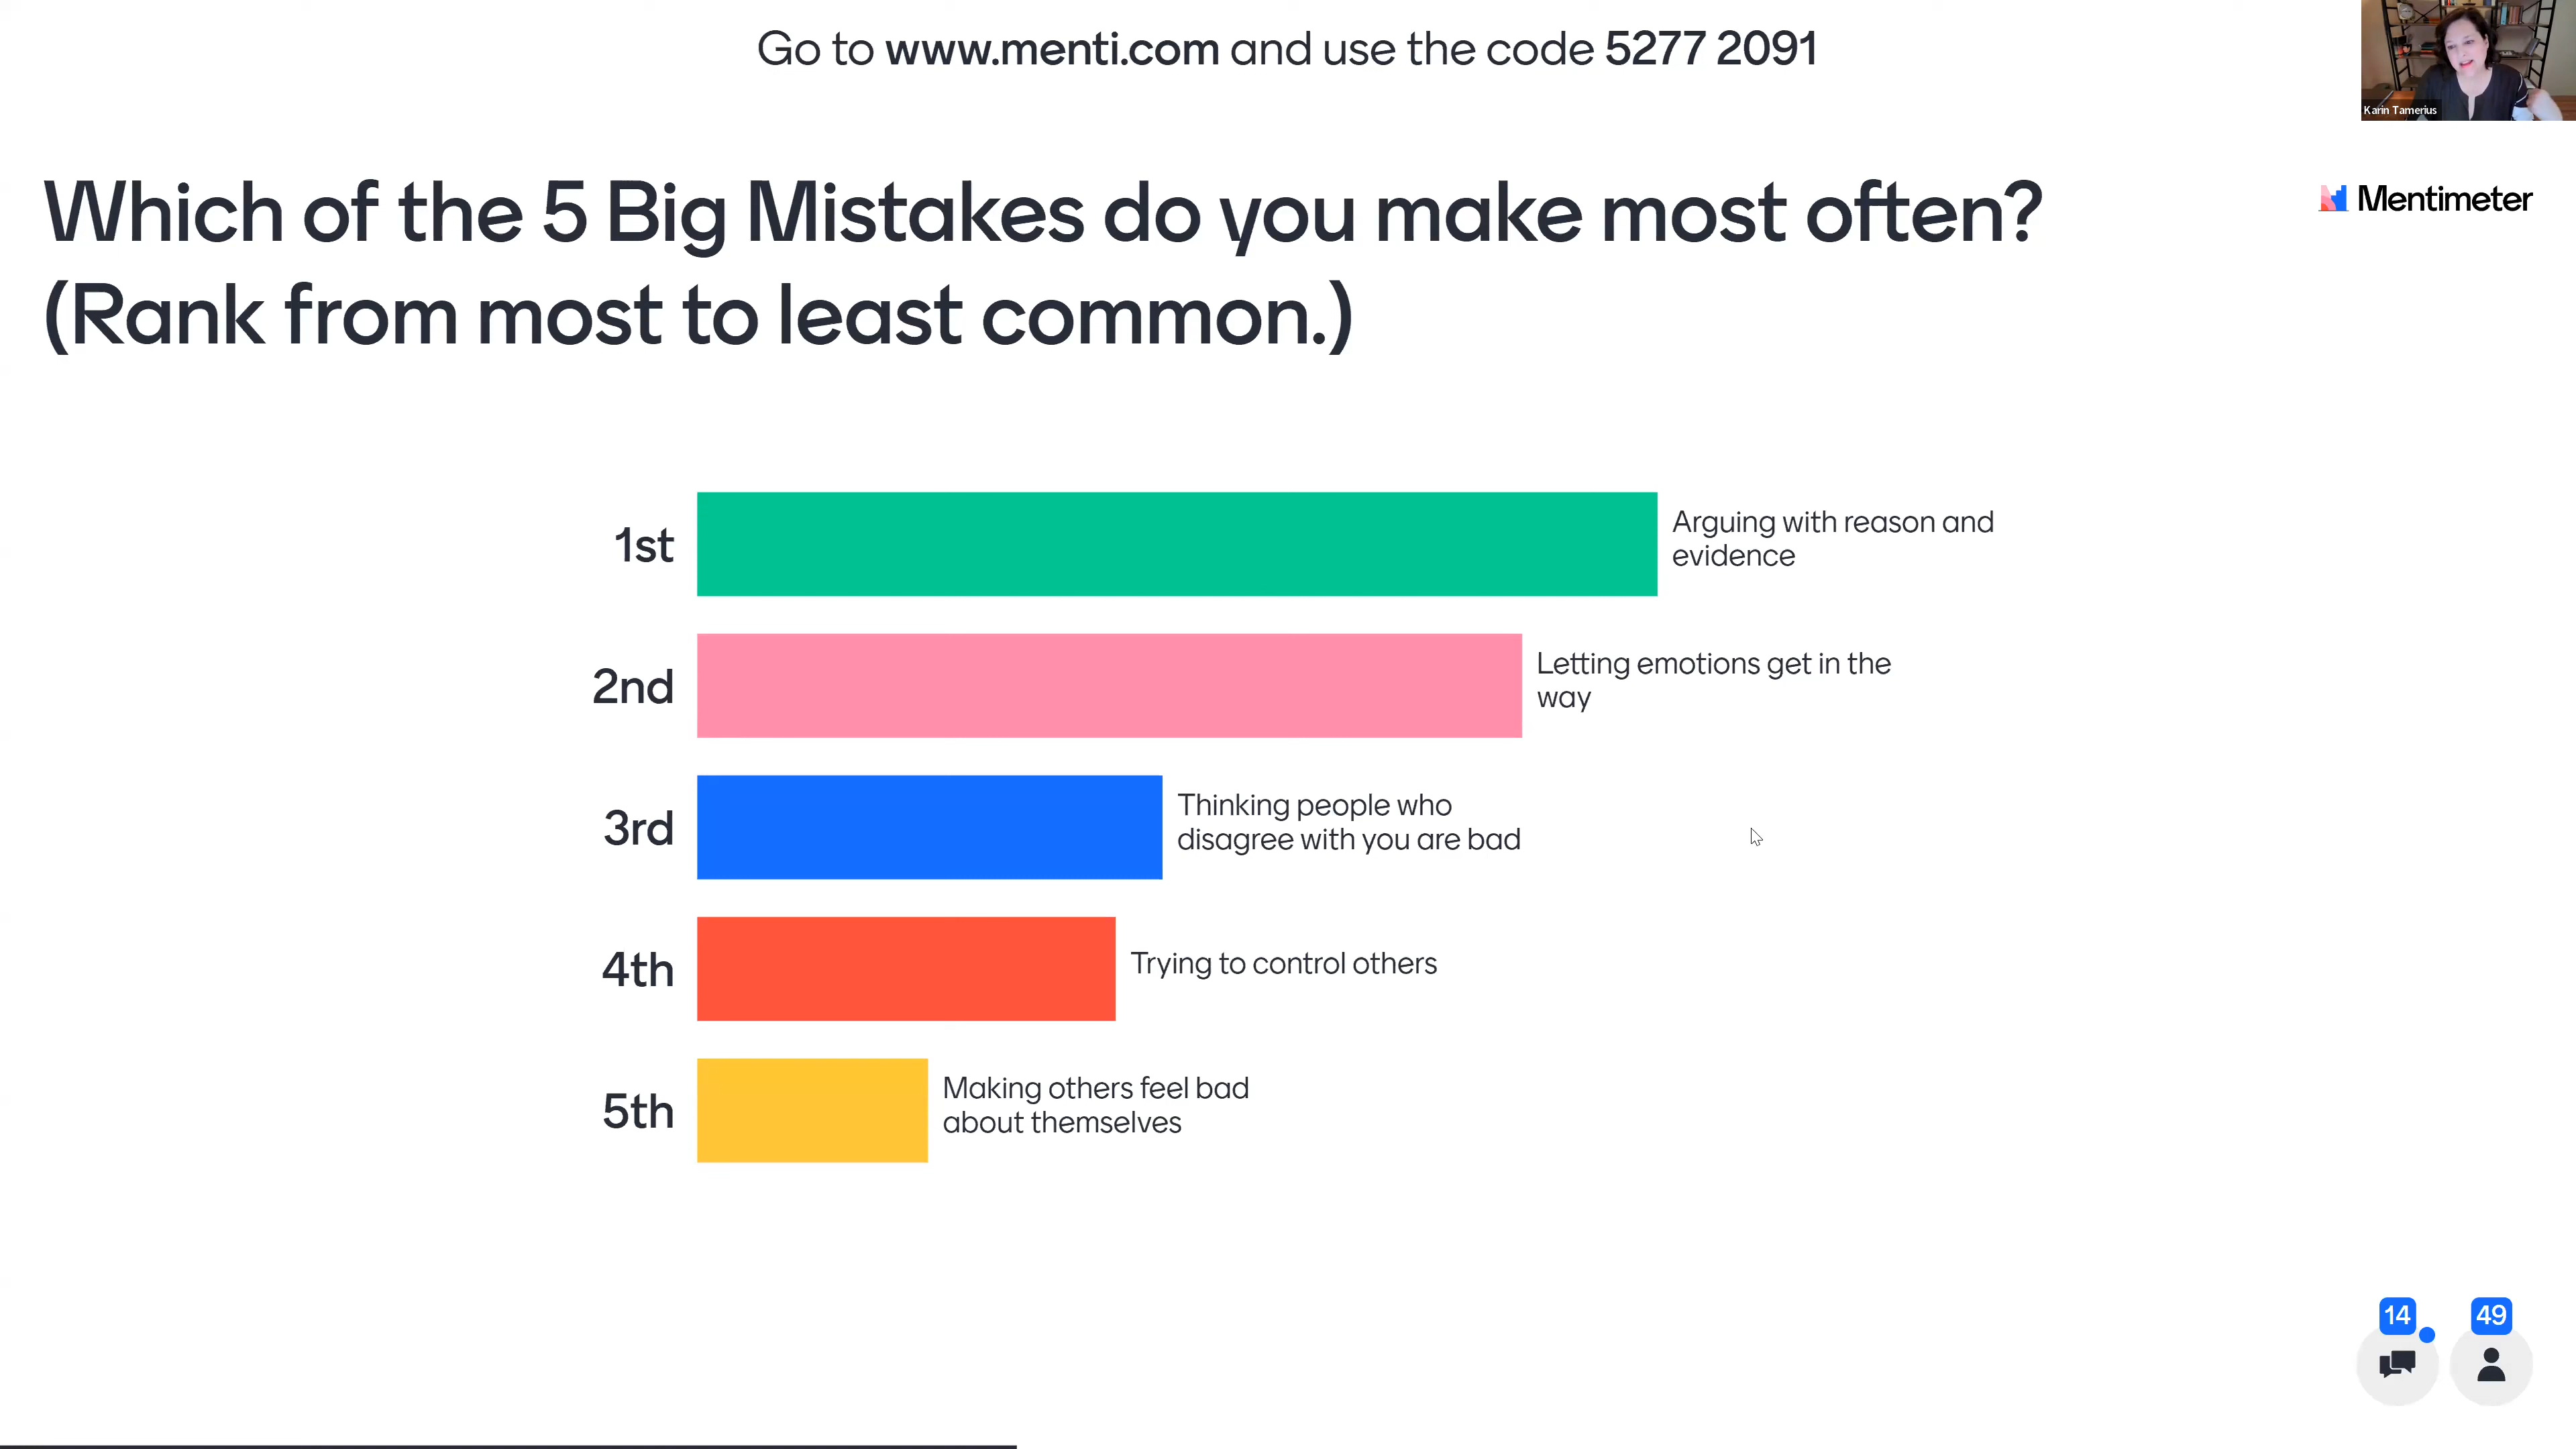 Go to www.menti.com and use the code 5277 2091
Karin Tamerius
Which of the 5 Big Mistakes do you make most often?
(Rank from most to least common.)
Mentimeter
1st
Arguing with reason and
evidence
2nd
Letting emotions get in the
way
3rd
Thinking people who
disagree with you are bad
4th
Trying to control others
5th
Making others feel bad
about themselves
14
49